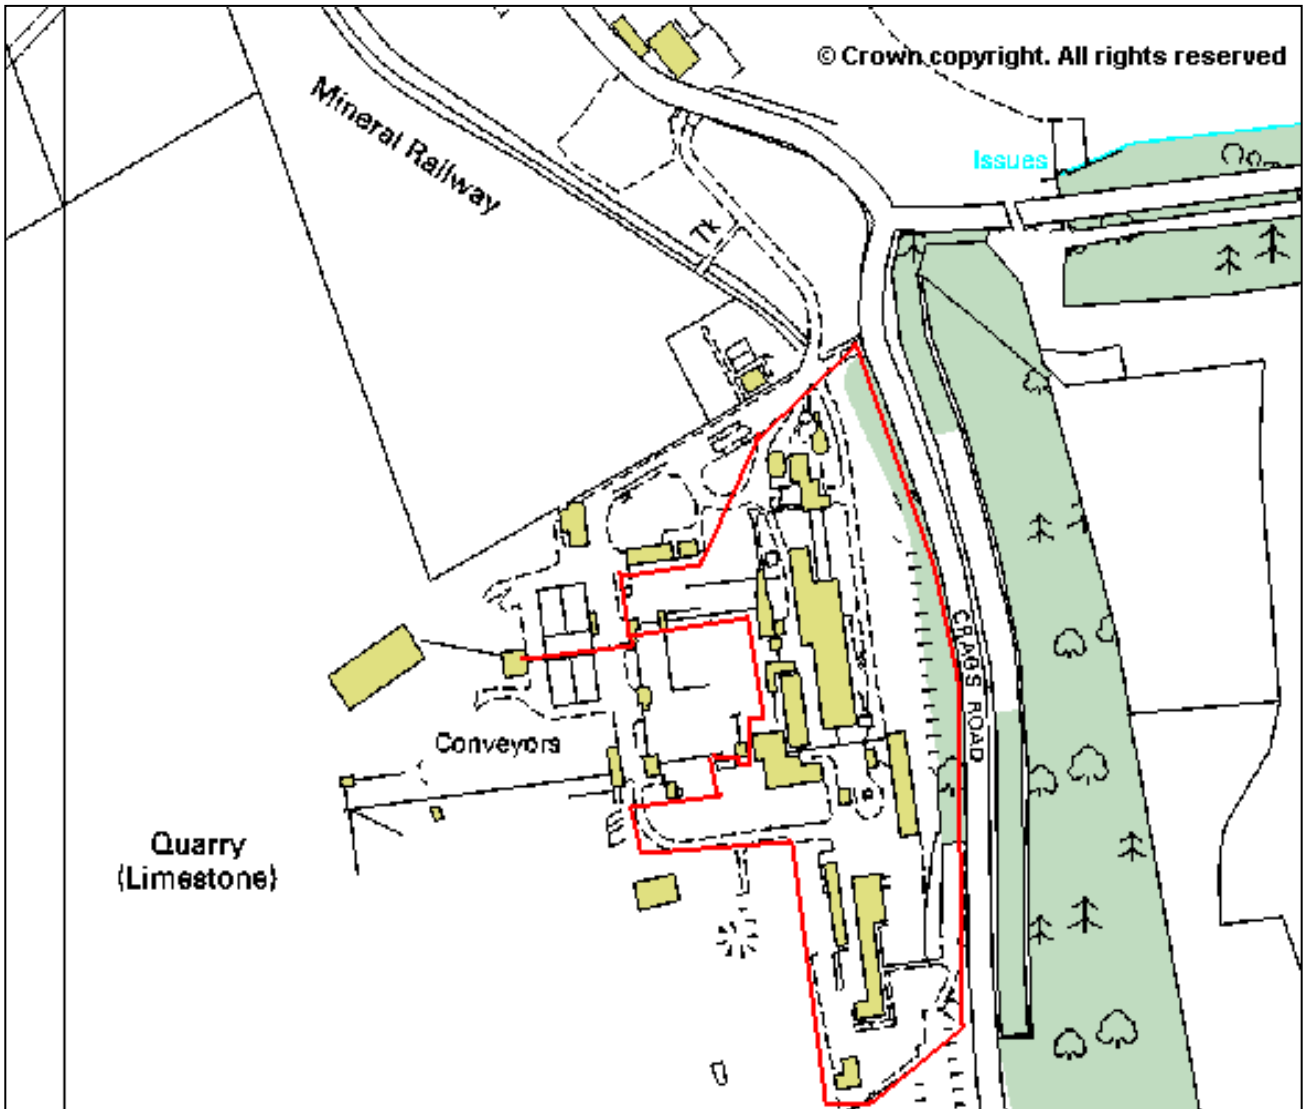 © Crown copyright. All rights reserved
Mineral Railway
Issues
Tk
CRAGS ROAD
Conveyors
Quarry
(Limestone)